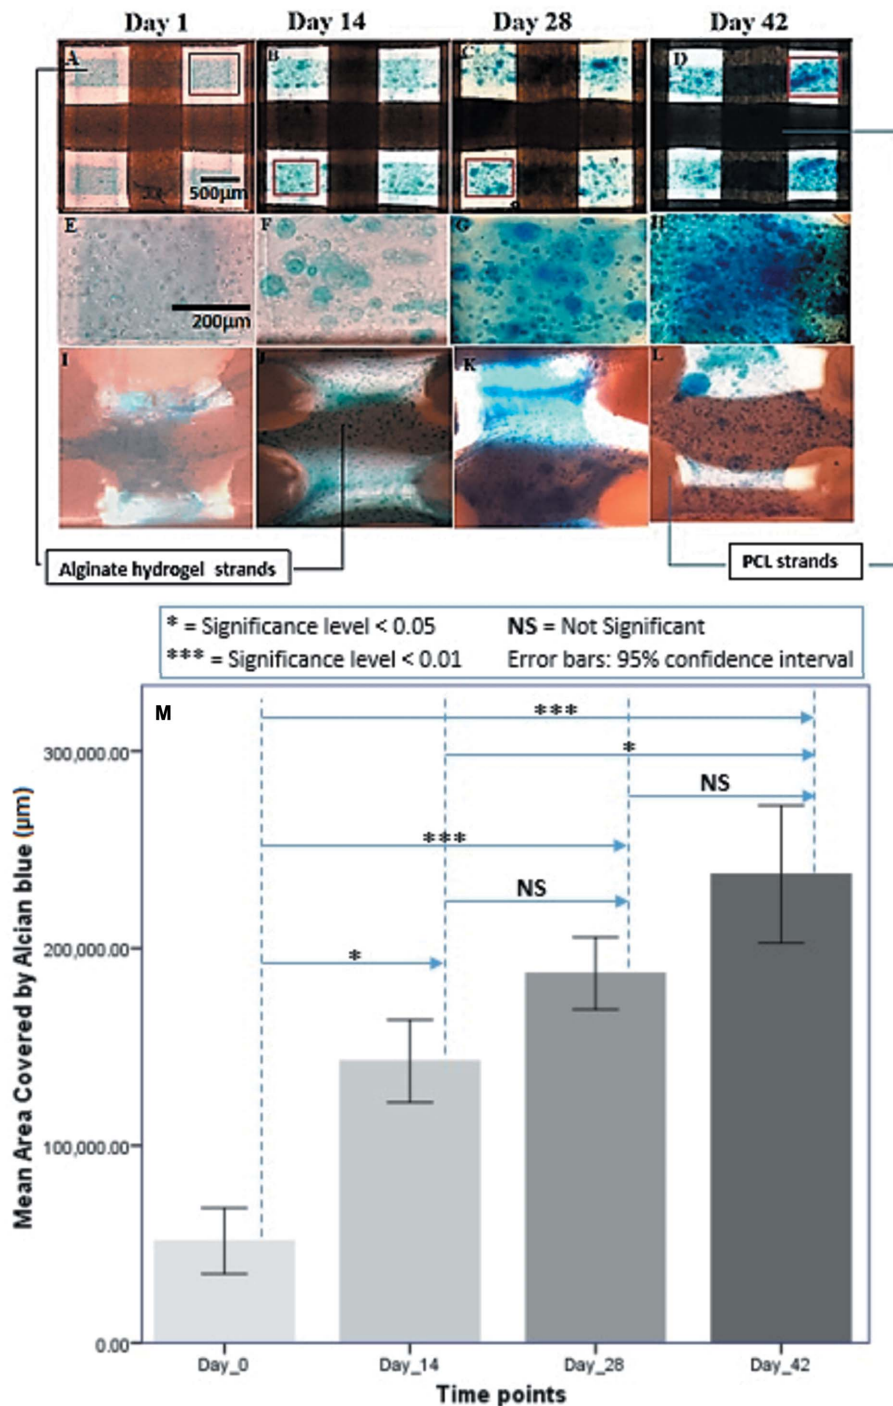 Day 1 Day 14 Day 28 Day 42
A B C D
500μm
E F G H
200μm
I J K L
Alginate hydrogel strands PCL strands
* = Significance level < 0.05 NS = Not Significant
*** = Significance level < 0.01 Error bars: 95% confidence interval
M
***
*
NS
***
NS
*
Mean Area Covered by Alcian blue (μm)
300,000.00
200,000.00
100,000.00
0.00
Day_0 Day_14 Day_28 Day_42
Time points